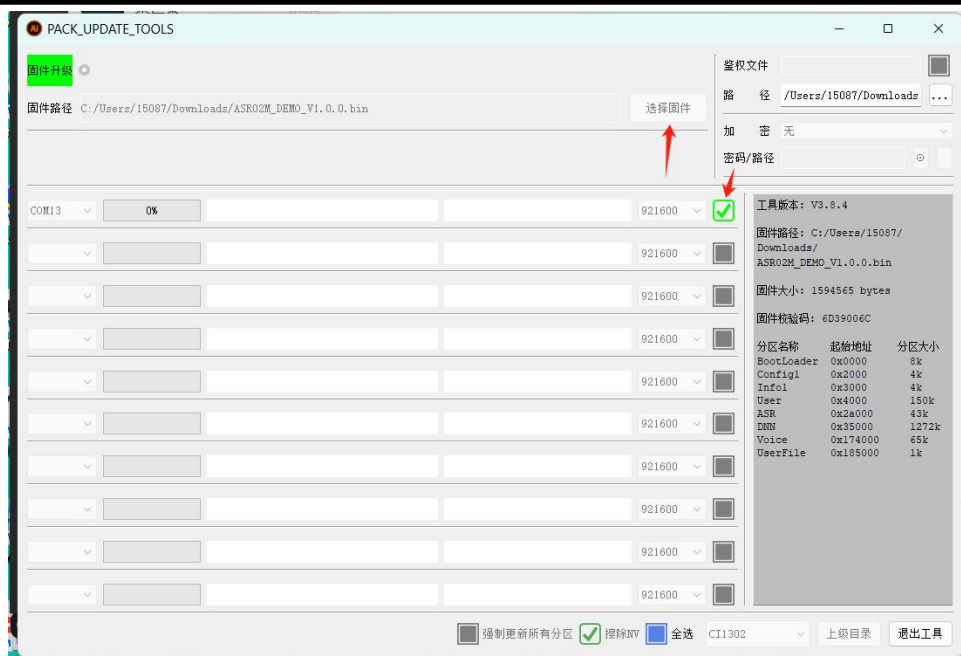 PACK_UPDATE_TOOLS
固件升级
固件路径 C:/Users/15087/Downloads/ASR02M_DEMO_V1.0.0.bin 选择固件
鉴权文件
路 径 /Users/15087/Downloads ...
加 密 无
密码/路径
COM13 0% 921600
921600
921600
921600
921600
921600
921600
921600
921600
921600
工具版本: V3.8.4
固件路径: C:/Users/15087/
Downloads/
ASR02M_DEMO_V1.0.0.bin
固件大小: 1594565 bytes
固件校验码: 6D39006C
分区名称 起始地址 分区大小
BootLoader 0x0000 8k
Config1 0x2000 4k
Info1 0x3000 4k
User 0x4000 150k
ASR 0x2a000 43k
DNN 0x35000 1272k
Voice 0x174000 65k
UserFile 0x185000 1k
强制更新所有分区 擦除NV 全选 CI1302 上级目录 退出工具